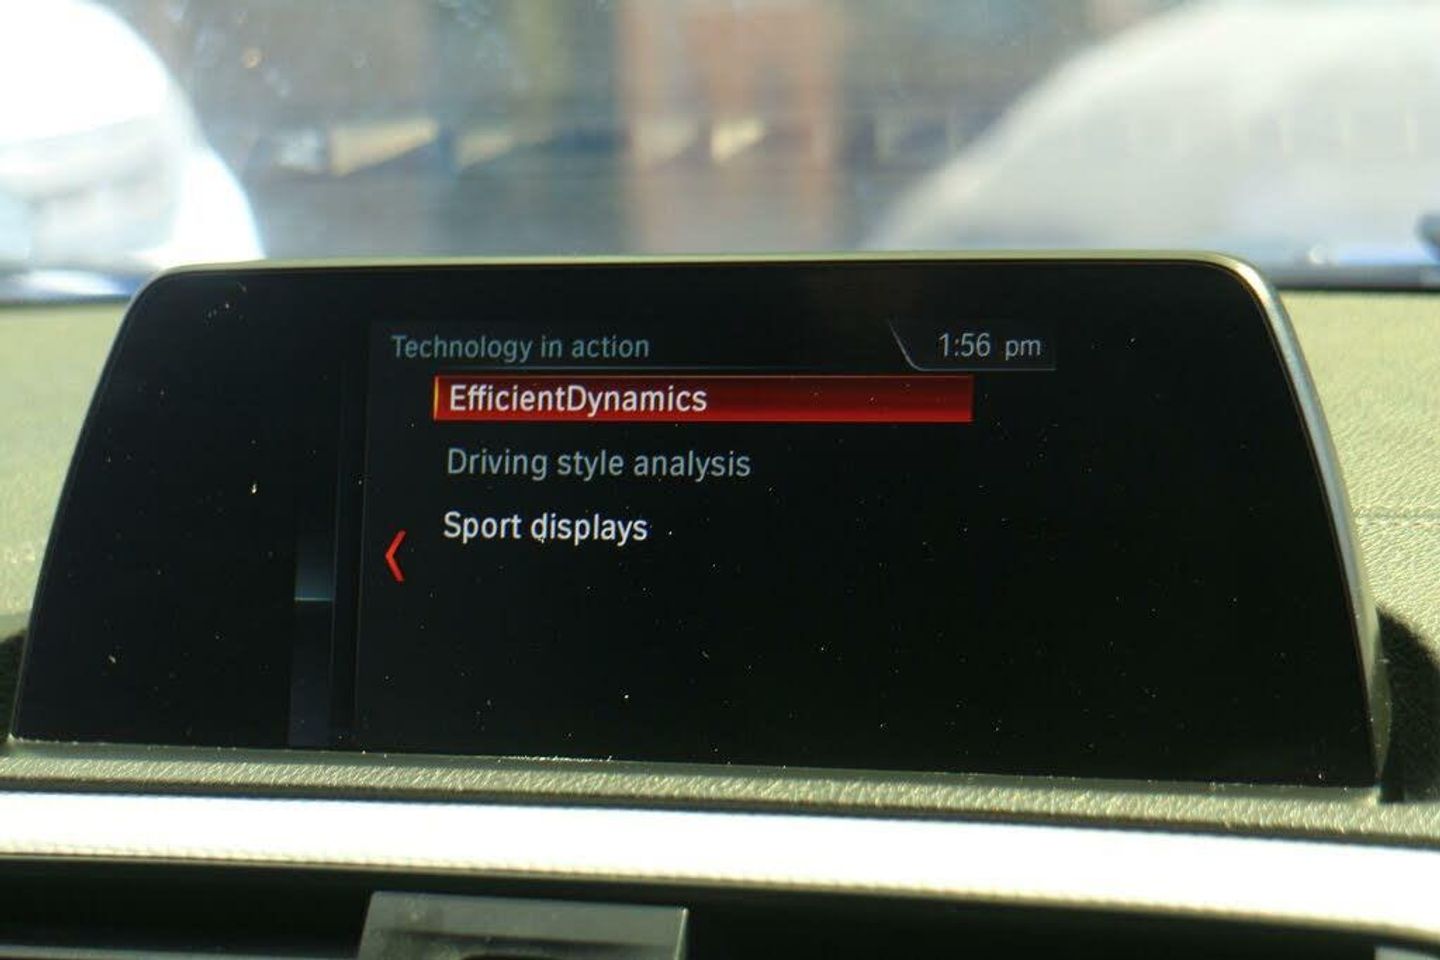 Technology in action
1:56 pm
EfficientDynamics
Driving style analysis
Sport displays